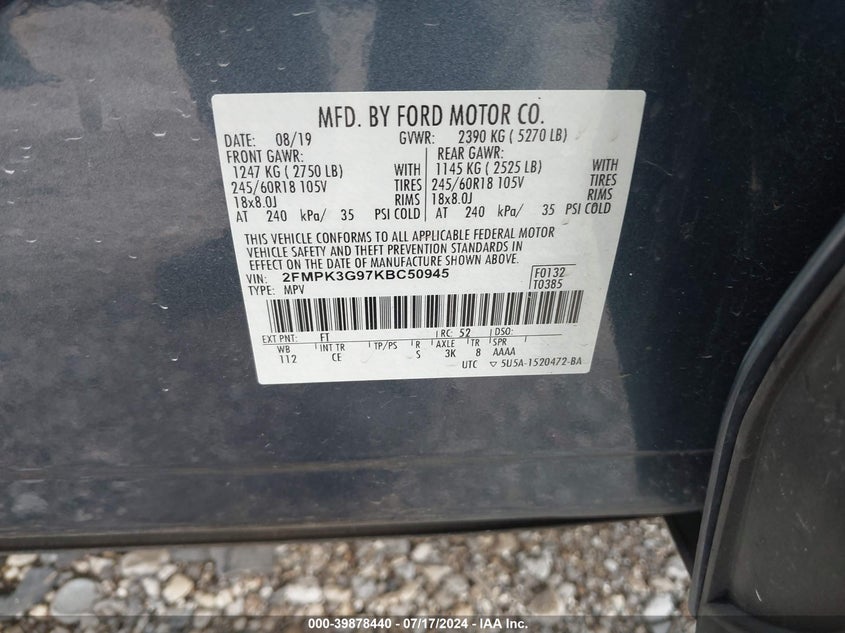 MFD. BY FORD MOTOR CO.
DATE: 08/19 GVWR: 2390 KG ( 5270 LB)
FRONT GAWR: REAR GAWR:
1247 KG ( 2750 LB) WITH 1145 KG ( 2525 LB) WITH
245/60R18 105V TIRES 245/60R18 105V TIRES
18x8.0J RIMS 18x8.0J RIMS
AT 240 kPa/ 35 PSI COLD AT 240 kPa/ 35 PSI COLD
THIS VEHICLE CONFORMS TO ALL APPLICABLE FEDERAL MOTOR
VEHICLE SAFETY AND THEFT PREVENTION STANDARDS IN
EFFECT ON THE DATE OF MANUFACTURE SHOWN ABOVE.
VIN: 2FMPK3G97KBC50945 F0132
TYPE: MPV T0385
EXT PNT: FT RC: 52 DSO:
WB INT TR TP/PS R AXLE TR SPR
112 CE S 3K 8 AAAA
UTC ▽ 5U5A-1520472-BA
000-39878440 - 07/17/2024 - IAAI.com